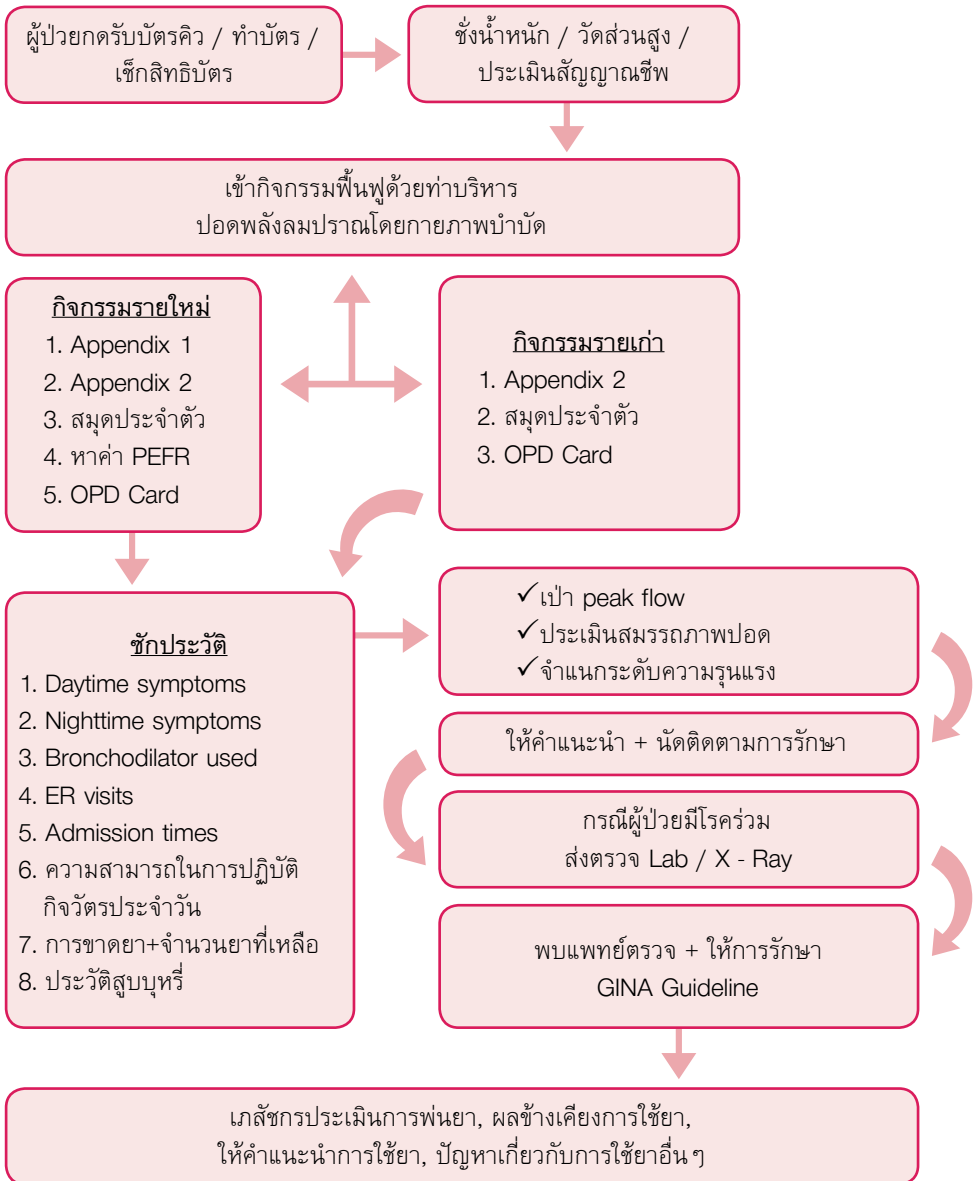 ผู้ป่วยกดรับบัตรคิว / ทำบัตร /
เช็กสิทธิบัตร
ชั่งน้ำหนัก / วัดส่วนสูง /
ประเมินสัญญาณชีพ
เข้ากิจกรรมฟื้นฟูด้วยท่าบริหาร
ปอดพลังลมปราณโดยกายภาพบำบัด
กิจกรรมรายใหม่
1. Appendix 1
2. Appendix 2
3. สมุดประจำตัว
4. หาค่า PEFR
5. OPD Card
กิจกรรมรายเก่า
1. Appendix 2
2. สมุดประจำตัว
3. OPD Card
ซักประวัติ
1. Daytime symptoms
2. Nighttime symptoms
3. Bronchodilator used
4. ER visits
5. Admission times
6. ความสามารถในการปฏิบัติ
กิจวัตรประจำวัน
7. การขาดยา+จำนวนยาที่เหลือ
8. ประวัติสูบบุหรี่
✓เป่า peak flow
✓ประเมินสมรรถภาพปอด
✓จำแนกระดับความรุนแรง
ให้คำแนะนำ + นัดติดตามการรักษา
กรณีผู้ป่วยมีโรคร่วม
ส่งตรวจ Lab / X - Ray
พบแพทย์ตรวจ + ให้การรักษา
GINA Guideline
เภสัชกรประเมินการพ่นยา, ผลข้างเคียงการใช้ยา,
ให้คำแนะนำการใช้ยา, ปัญหาเกี่ยวกับการใช้ยาอื่นๆ